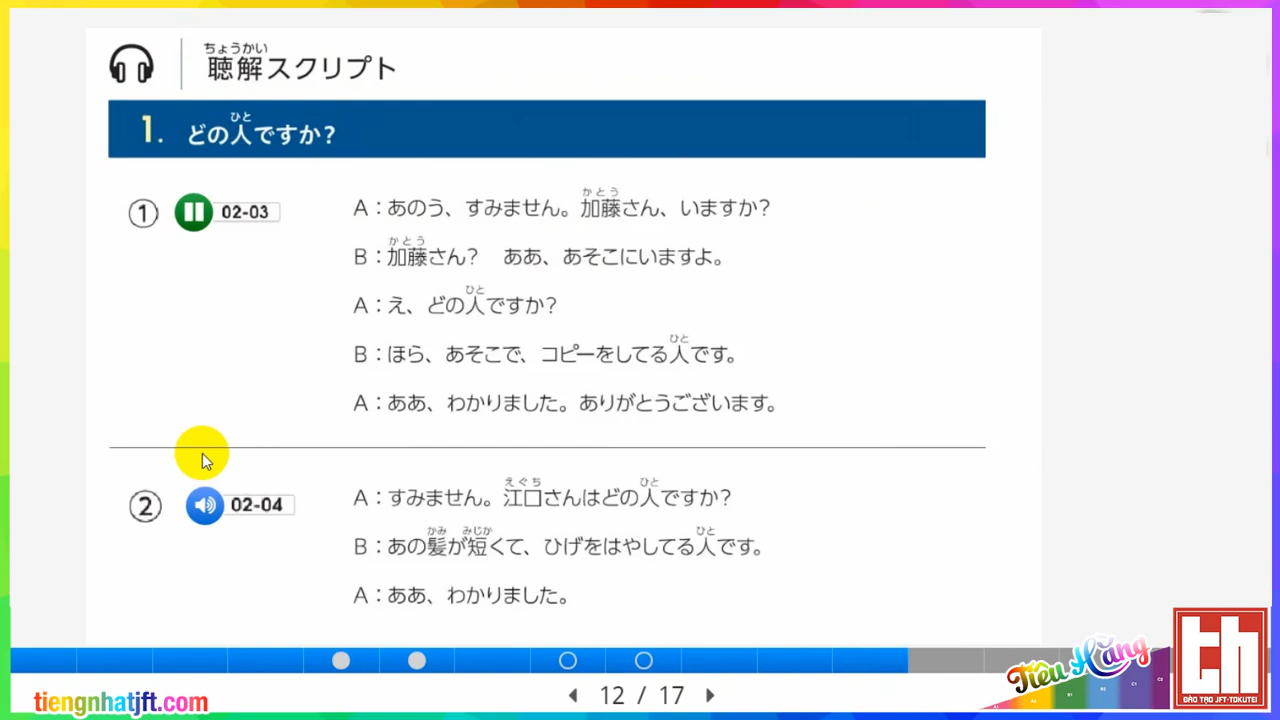 ちょうかい
聴解スクリプト
ひと
1. どの人ですか?
① 02-03
かとう
A:あのう、すみません。加藤さん、いますか?
かとう
B:加藤さん? ああ、あそこにいますよ。
ひと
A:え、どの人ですか?
ひと
B:ほら、あそこで、コピーをしてる人です。
A:ああ、わかりました。ありがとうございます。
② 02-04
えぐち ひと
A:すみません。江口さんはどの人ですか?
かみ みじか ひと
B:あの髪が短くて、ひげをはやしてる人です。
A:ああ、わかりました。
12 / 17
tiengnhatjft.com
Tiêu Hằng
th
ĐÀO TẠO JFT-TOKUTEI